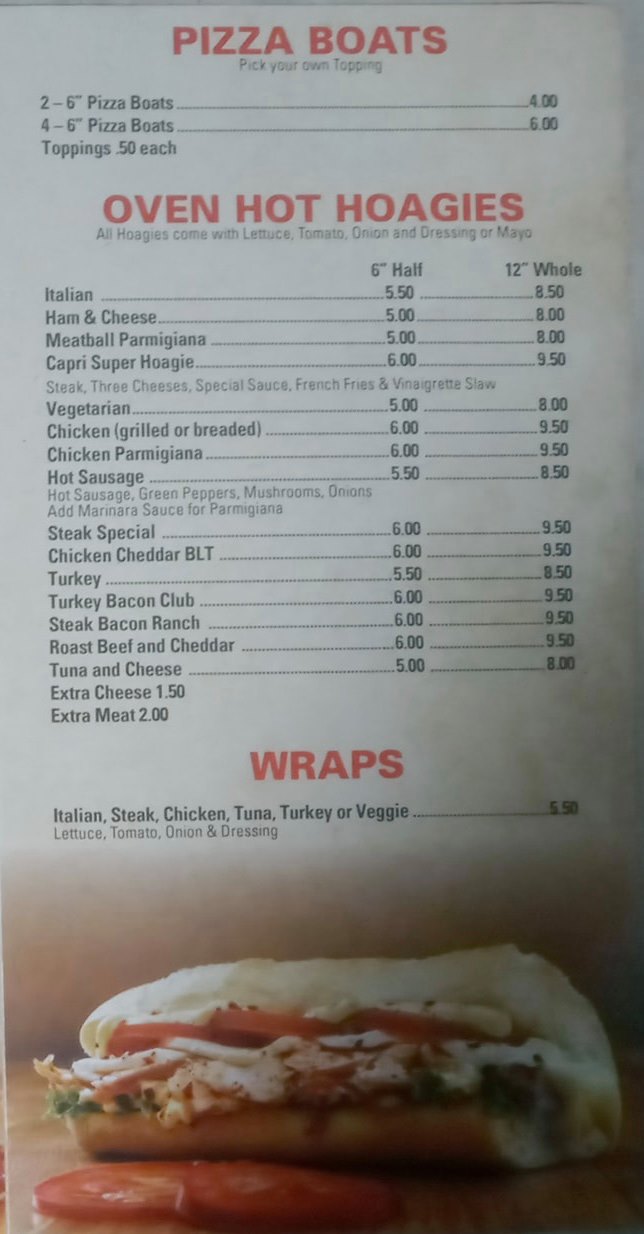 PIZZA BOATS
Pick your own Topping
2 – 6" Pizza Boats 4.00
4 – 6" Pizza Boats 6.00
Toppings .50 each
OVEN HOT HOAGIES
All Hoagies come with Lettuce, Tomato, Onion and Dressing or Mayo
6" Half 12" Whole
Italian 5.50 8.50
Ham & Cheese 5.00 8.00
Meatball Parmigiana 5.00 8.00
Capri Super Hoagie 6.00 9.50
Steak, Three Cheeses, Special Sauce, French Fries & Vinaigrette Slaw
Vegetarian 5.00 8.00
Chicken (grilled or breaded) 6.00 9.50
Chicken Parmigiana 6.00 9.50
Hot Sausage 5.50 8.50
Hot Sausage, Green Peppers, Mushrooms, Onions
Add Marinara Sauce for Parmigiana
Steak Special 6.00 9.50
Chicken Cheddar BLT 6.00 9.50
Turkey 5.50 8.50
Turkey Bacon Club 6.00 9.50
Steak Bacon Ranch 6.00 9.50
Roast Beef and Cheddar 6.00 9.50
Tuna and Cheese 5.00 8.00
Extra Cheese 1.50
Extra Meat 2.00
WRAPS
Italian, Steak, Chicken, Tuna, Turkey or Veggie 5.50
Lettuce, Tomato, Onion & Dressing